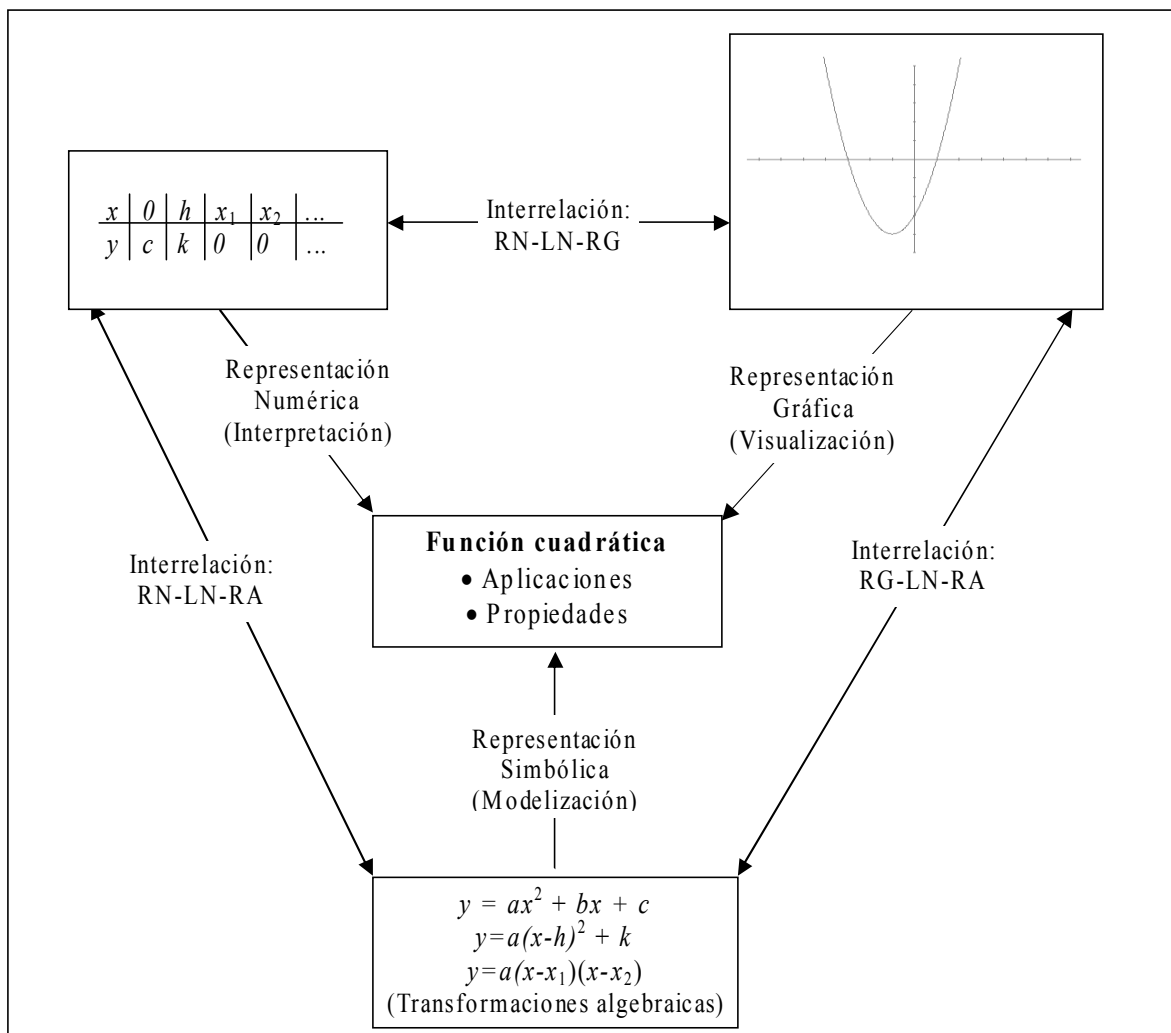 x | 0 | h | x₁ | x₂ | ...
y | c | k | 0 | 0 | ...
Interrelación:
RN-LN-RG
Representación
Numérica
(Interpretación)
Representación
Gráfica
(Visualización)
Interrelación:
RN-LN-RA
Función cuadrática
• Aplicaciones
• Propiedades
Interrelación:
RG-LN-RA
Representación
Simbólica
(Modelización)
y = ax² + bx + c
y=a(x-h)² + k
y=a(x-x₁)(x-x₂)
(Transformaciones algebraicas)